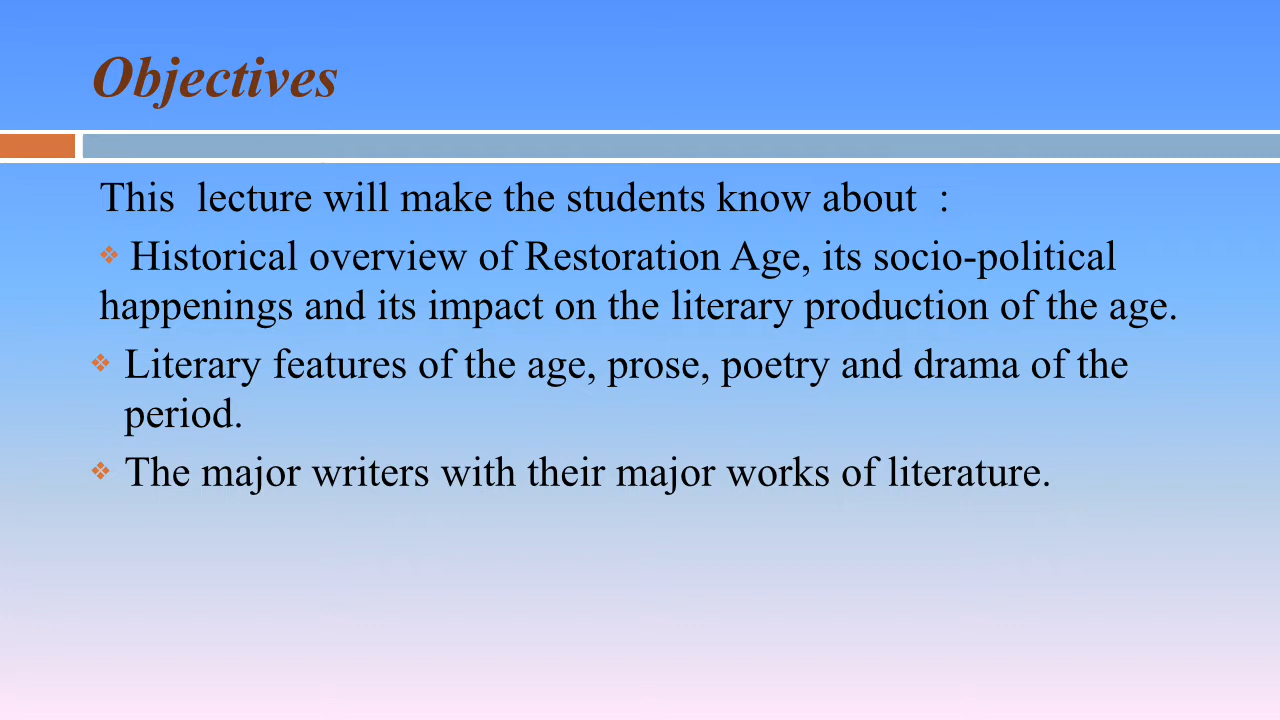 Objectives
This  lecture will make the students know about  :
❖ Historical overview of Restoration Age, its socio-political
happenings and its impact on the literary production of the age.
❖ Literary features of the age, prose, poetry and drama of the
period.
❖ The major writers with their major works of literature.